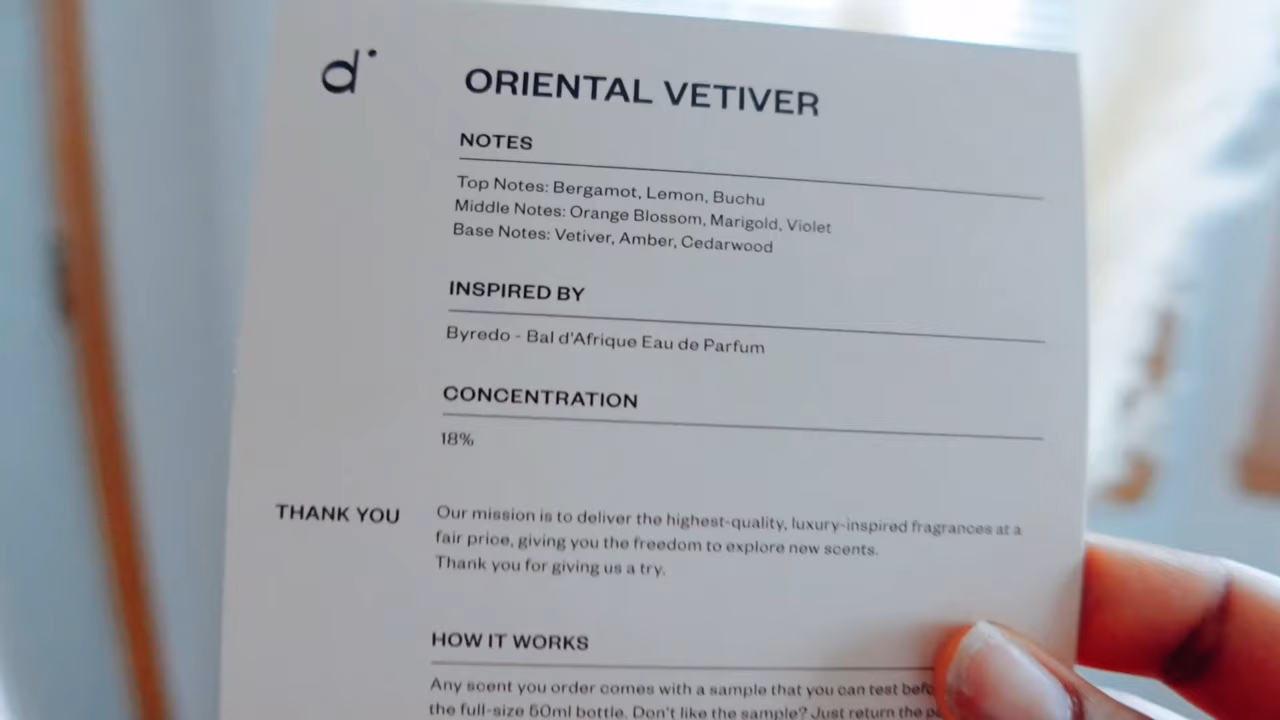 d·
ORIENTAL VETIVER
NOTES
Top Notes: Bergamot, Lemon, Buchu
Middle Notes: Orange Blossom, Marigold, Violet
Base Notes: Vetiver, Amber, Cedarwood
INSPIRED BY
Byredo - Bal d'Afrique Eau de Parfum
CONCENTRATION
18%
THANK YOU
Our mission is to deliver the highest-quality, luxury-inspired fragrances at a
fair price, giving you the freedom to explore new scents.
Thank you for giving us a try.
HOW IT WORKS
Any scent you order comes with a sample that you can test
the full-size 50ml bottle. Don't like the sample? Just return the